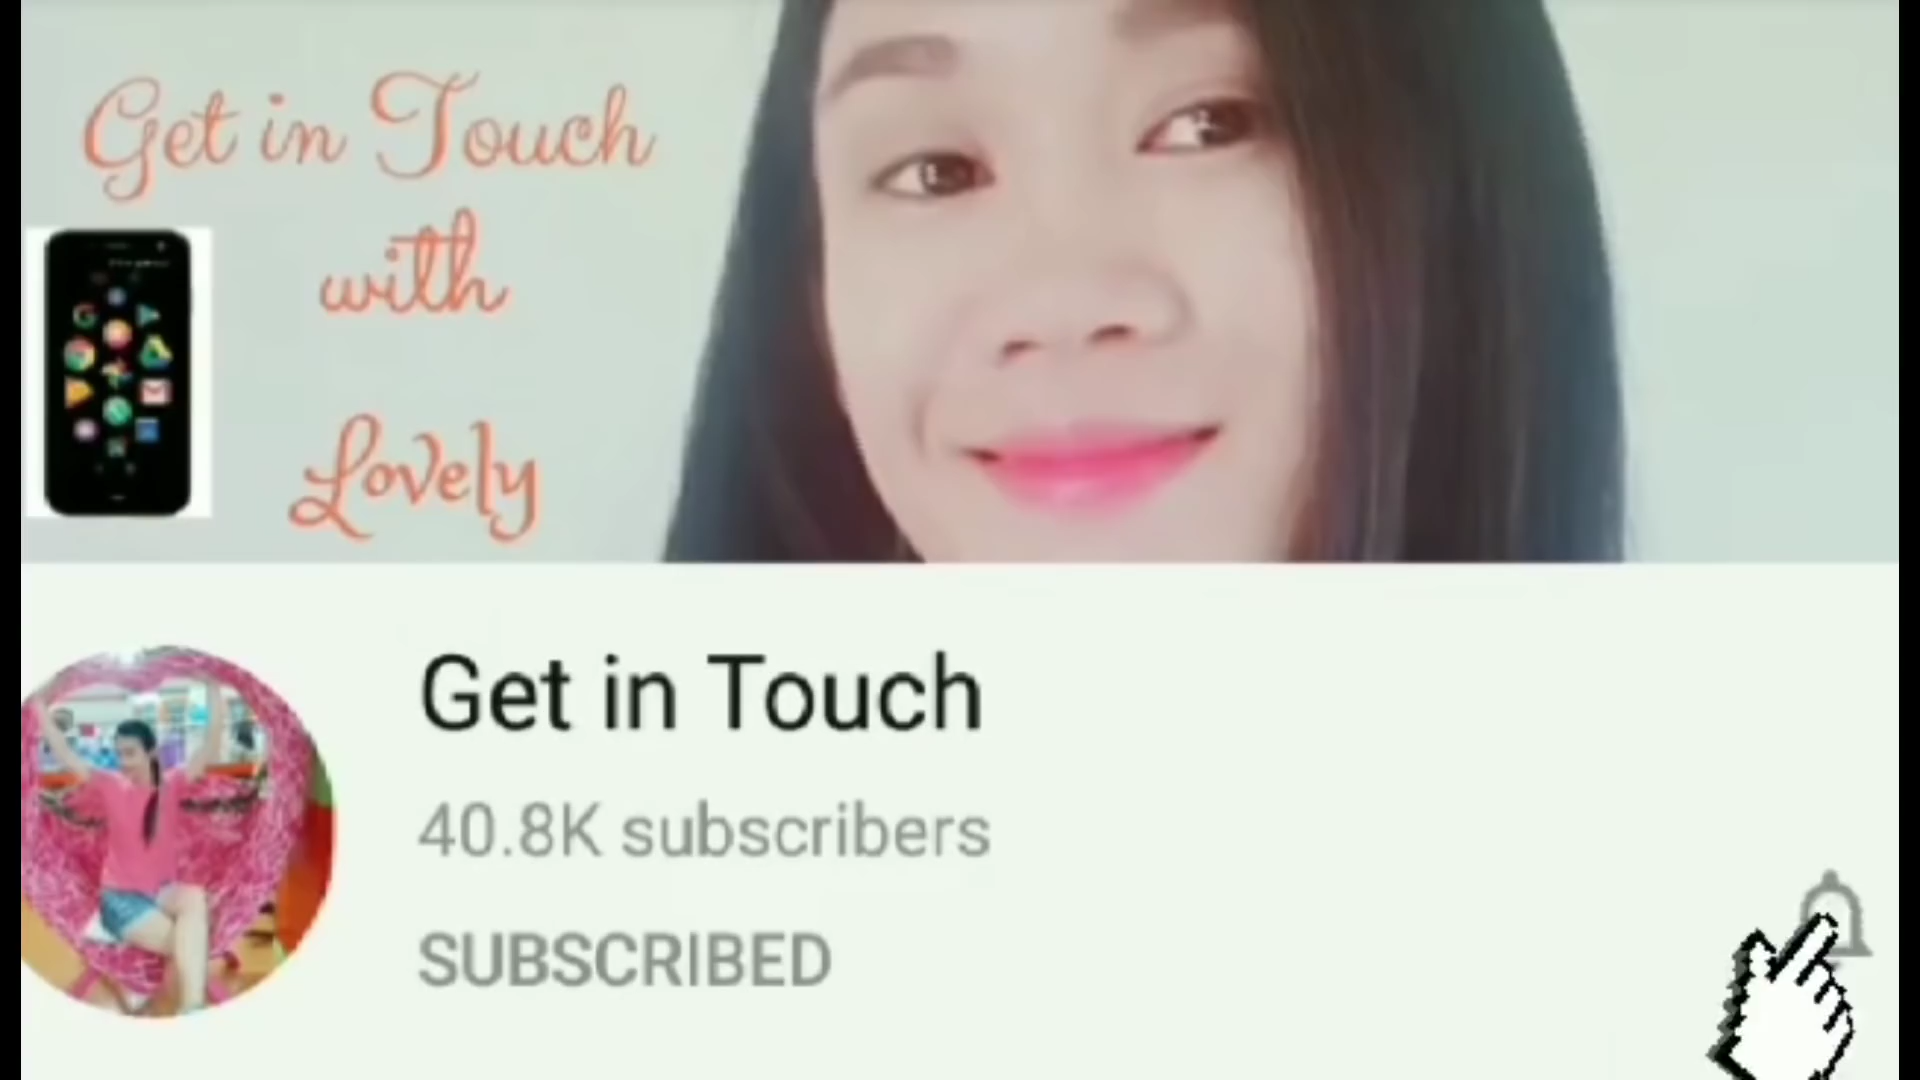 Get in Touch
with
Lovely
Get in Touch
40.8K subscribers
SUBSCRIBED